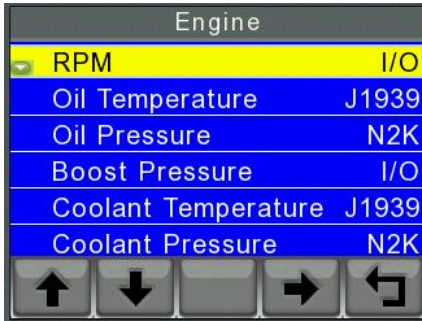 Engine
RPM I/O
Oil Temperature J1939
Oil Pressure N2K
Boost Pressure I/O
Coolant Temperature J1939
Coolant Pressure N2K